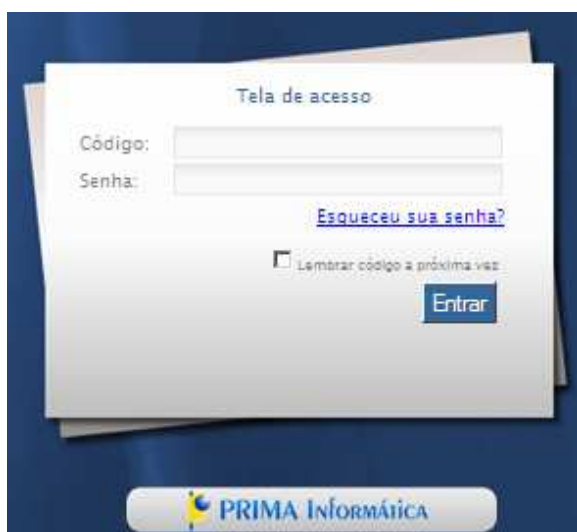 Tela de acesso
Código:
Senha:
Esqueceu sua senha?
Lembrar código a próxima vez
Entrar
PRIMA Informática